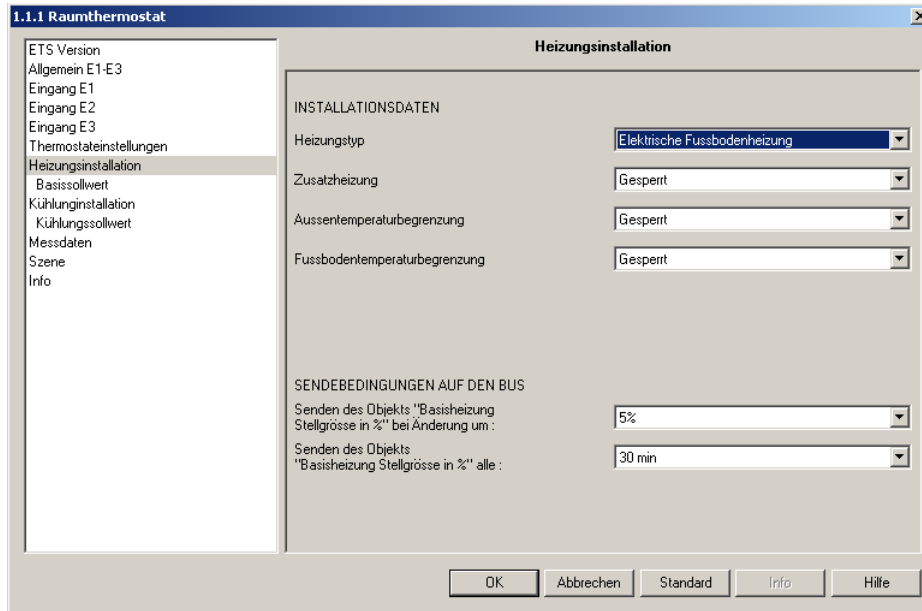 1.1.1 Raumthermostat
ETS Version
Allgemein E1-E3
Eingang E1
Eingang E2
Eingang E3
Thermostateinstellungen
Heizungsinstallation
Basissollwert
Kühlunginstallation
Kühlungssollwert
Messdaten
Szene
Info
Heizungsinstallation
INSTALLATIONSDATEN
Heizungstyp
Elektrische Fussbodenheizung
Zusatzheizung
Gesperrt
Aussentemperaturbegrenzung
Gesperrt
Fussbodentemperaturbegrenzung
Gesperrt
SENDEBEDINGUNGEN AUF DEN BUS
Senden des Objekts "Basisheizung
Stellgrösse in %" bei Änderung um :
5%
Senden des Objekts
"Basisheizung Stellgrösse in %" alle :
30 min
OK
Abbrechen
Standard
Info
Hilfe